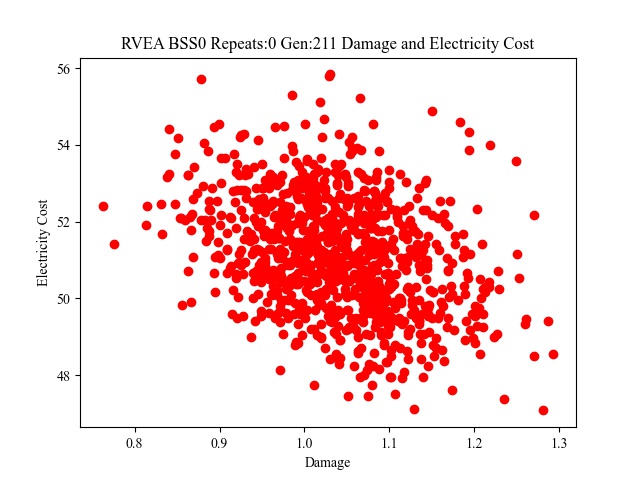 RVEA BSS0 Repeats:0 Gen:211 Damage and Electricity Cost
56
54
52
50
48
Electricity Cost
0.8 0.9 1.0 1.1 1.2 1.3
Damage